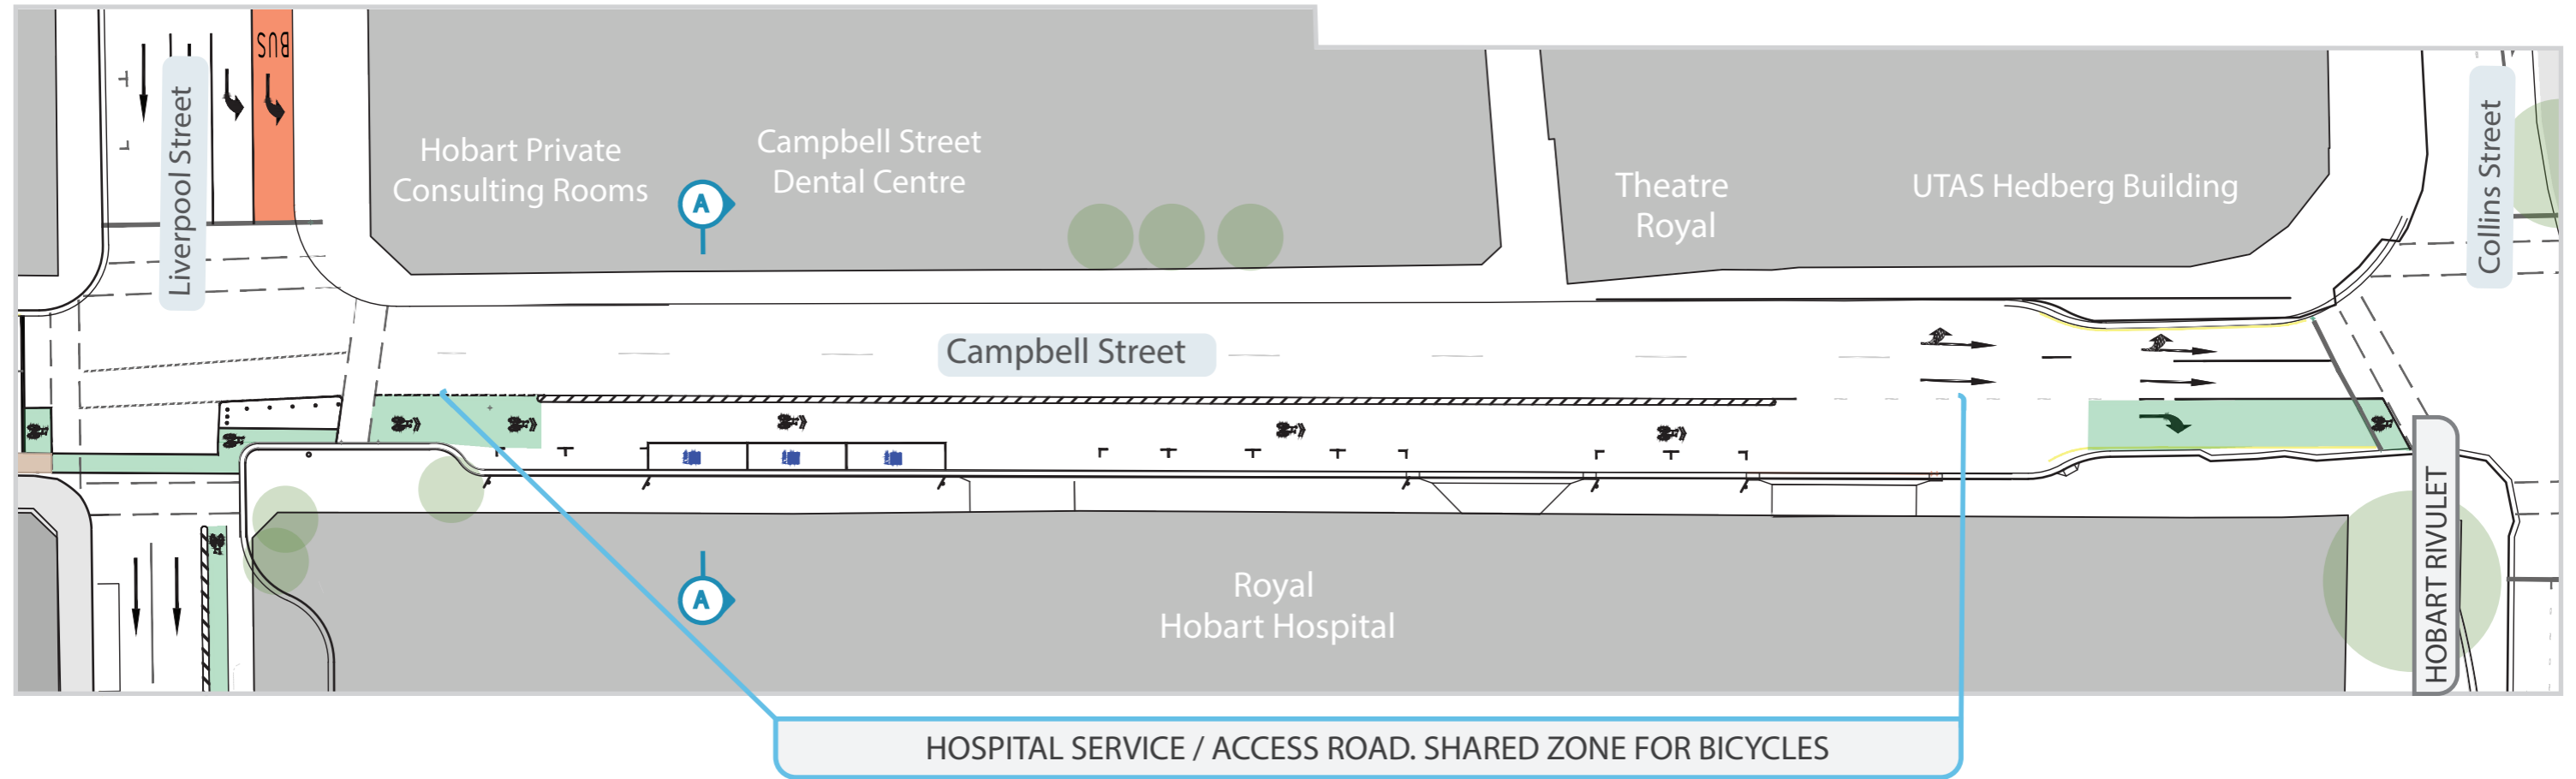 BUS
Liverpool Street
Hobart Private
Consulting Rooms
A
Campbell Street
Dental Centre
Theatre
Royal
UTAS Hedberg Building
Collins Street
Campbell Street
A
Royal
Hobart Hospital
HOBART RIVULET
HOSPITAL SERVICE / ACCESS ROAD. SHARED ZONE FOR BICYCLES